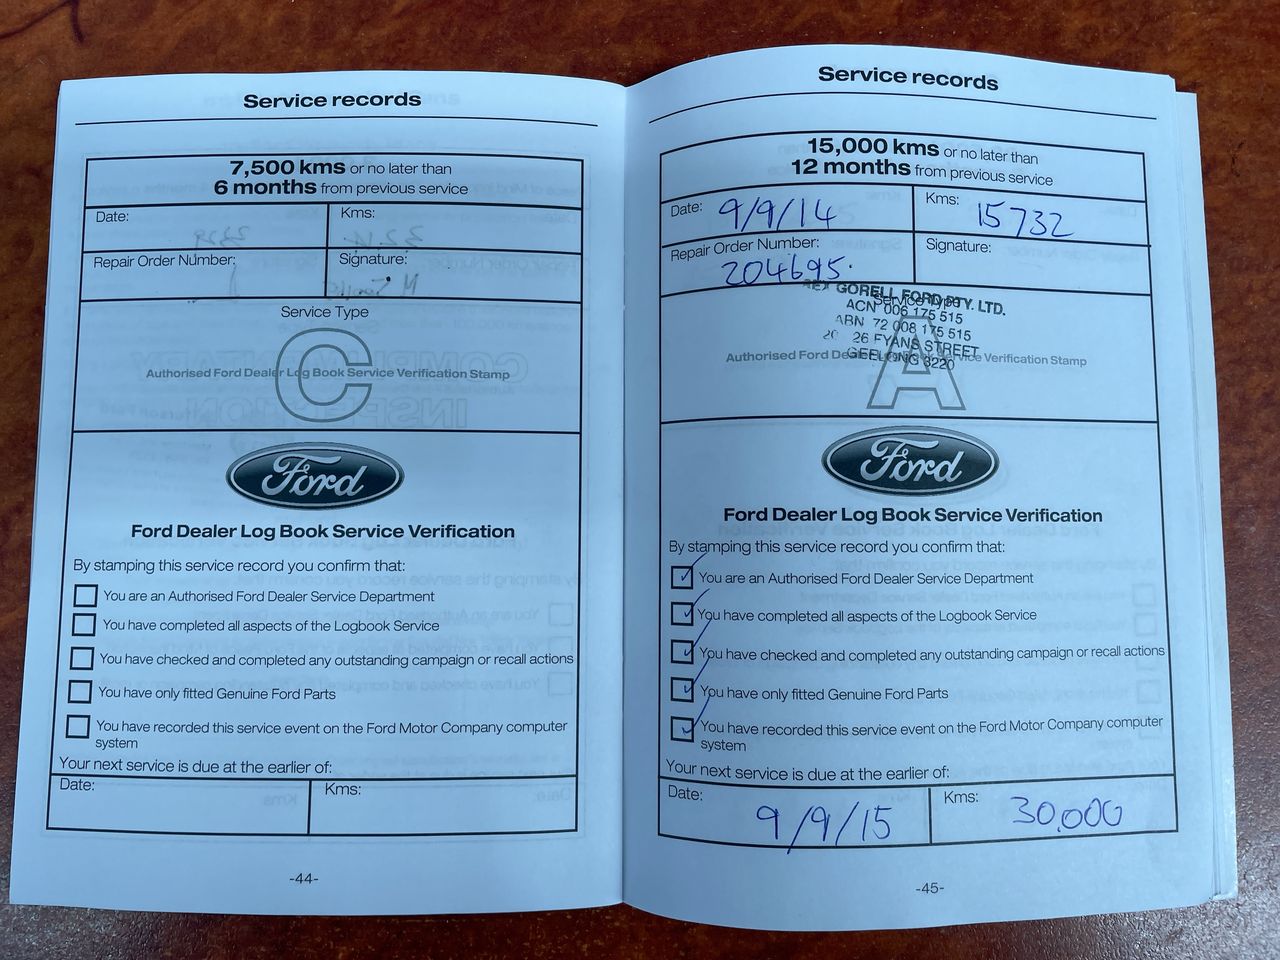 Service records
7,500 kms or no later than
6 months from previous service
Date:
Kms:
Repair Order Number:
Signature:
Service Type
C
Authorised Ford Dealer Log Book Service Verification Stamp
Ford
Ford Dealer Log Book Service Verification
By stamping this service record you confirm that:
You are an Authorised Ford Dealer Service Department
You have completed all aspects of the Logbook Service
You have checked and completed any outstanding campaign or recall actions
You have only fitted Genuine Ford Parts
You have recorded this service event on the Ford Motor Company computer
system
Your next service is due at the earlier of:
Date:
Kms:
-44-
Service records
15,000 kms or no later than
12 months from previous service
Date: 9/9/14
Kms: 15732
Repair Order Number:
204695.
Signature:
REX GORELL FORD PTY. LTD.
Service Type
ACN 006 175 515
ABN 72 008 175 515
26 FYANS STREET
GEELONG 3220
Authorised Ford Dealer Log Book Service Verification Stamp
A
Ford
Ford Dealer Log Book Service Verification
By stamping this service record you confirm that:
You are an Authorised Ford Dealer Service Department
You have completed all aspects of the Logbook Service
You have checked and completed any outstanding campaign or recall actions
You have only fitted Genuine Ford Parts
You have recorded this service event on the Ford Motor Company computer
system
Your next service is due at the earlier of:
Date: 9/9/15
Kms: 30,000
-45-